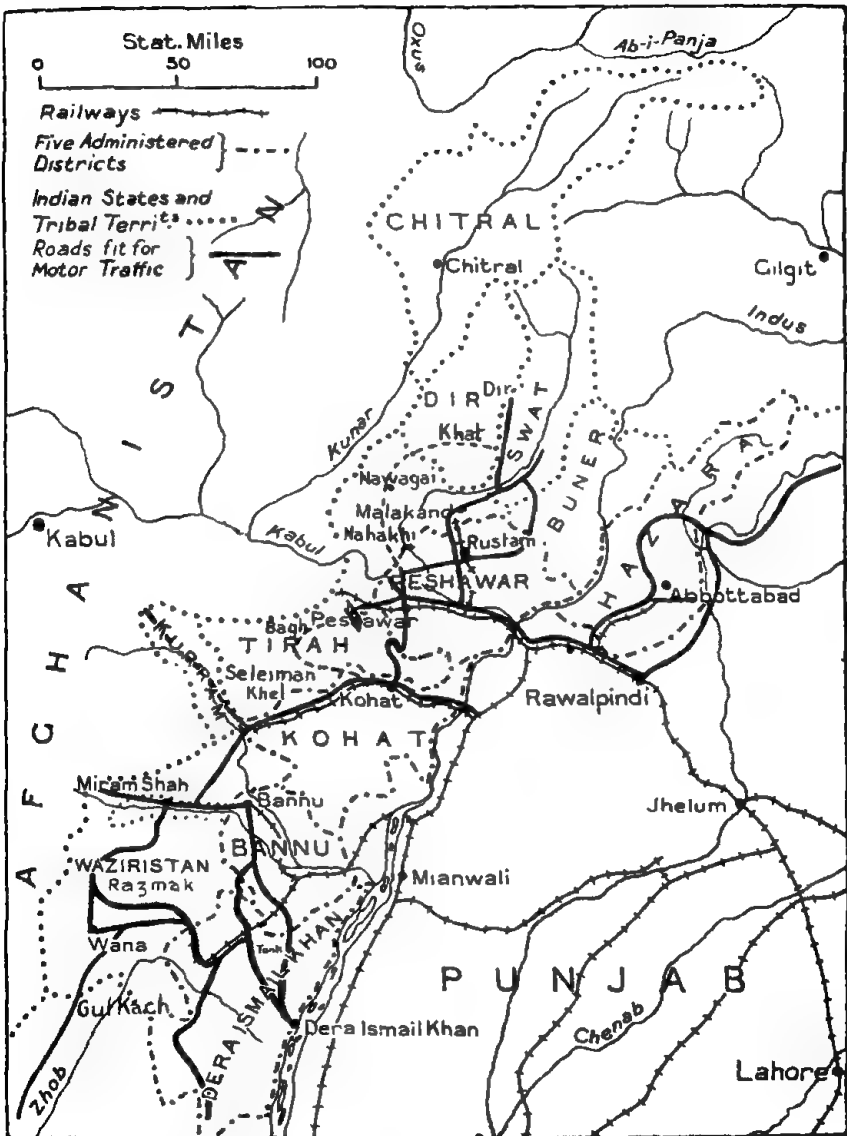 Stat. Miles
0 50 100
Railways
Five Administered
Districts
Indian States and
Tribal Territs
Roads fit for
Motor Traffic
Oxus
Ab-i-Panja
CHITRAL
Chitral
Gilgit
Indus
AFGHANISTAN
Kunar
DIR
Dir
Khat
SWAT
BUNER
Nawagai
Malakand
Nahakhi
Rustam
HAZARA
Kabul
Kabul
PESHAWAR
Peshawar
Abbottabad
Bagh
TIRAH
KURRAM
Seleiman
Khel
Kohat
Rawalpindi
KOHAT
Miram Shah
Bannu
Jhelum
BANNU
WAZIRISTAN
Razmak
Mianwali
Wana
Tank
DERA ISMAIL KHAN
PUNJAB
Gul Kach
Dera Ismail Khan
Chenab
Zhob
Lahore